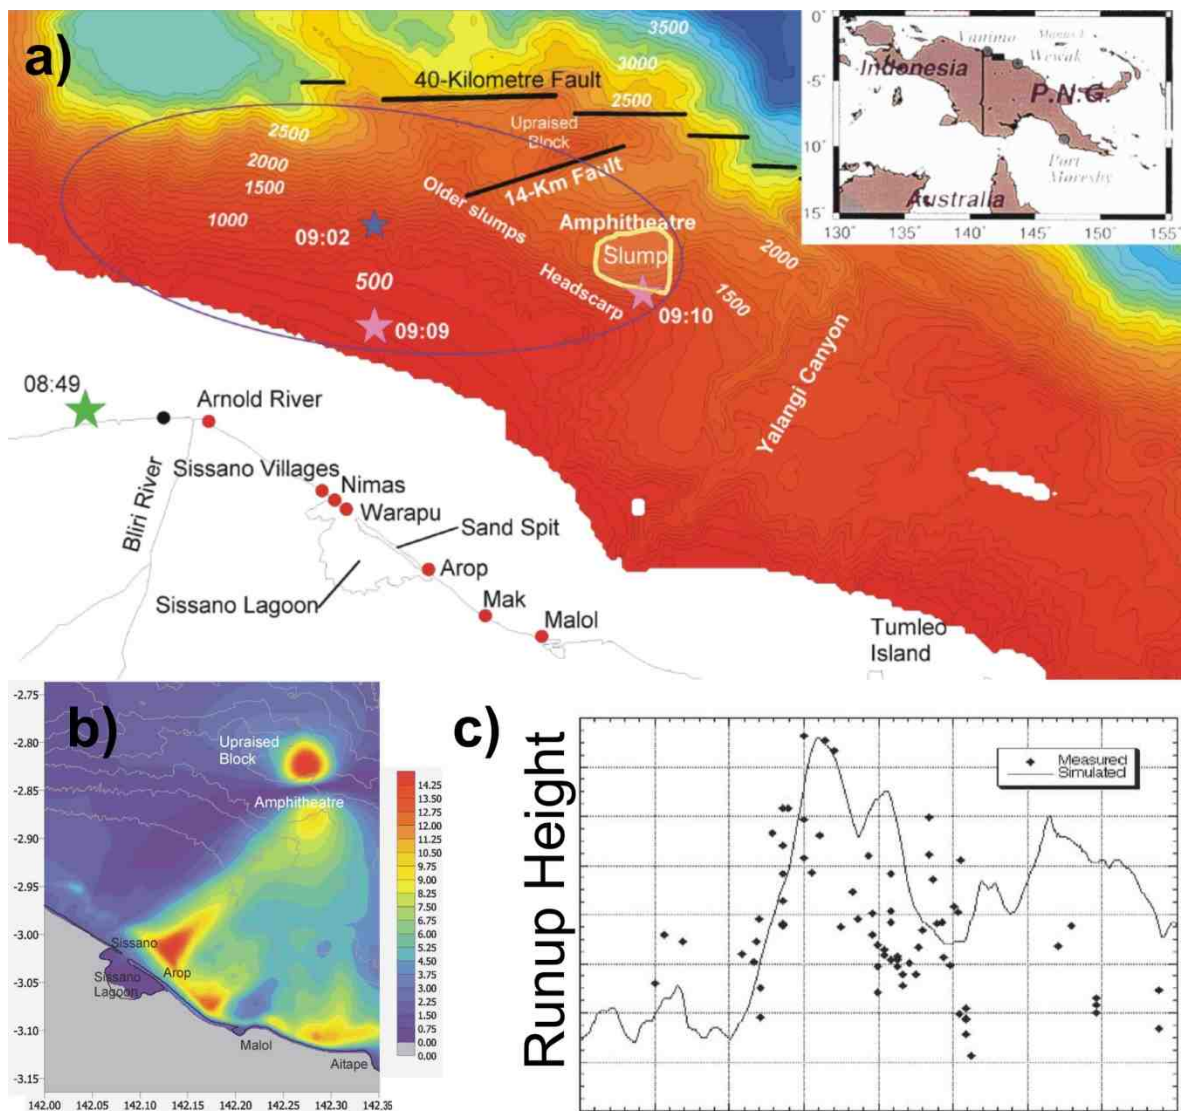 a)
3500
3000
2500
40-Kilometre Fault
Upraised
Block
2500
2000
1500
1000
14-Km Fault
Older slumps
Amphitheatre
Slump
Headscarp
09:02
500
09:09
09:10
2000
1500
Yalangi Canyon
0°
5°
10°
15°
130°
135°
140°
145°
150°
155°
Vanimo
Wewak
Indonesia
P.N.G.
Port
Moresby
Australia
08:49
Arnold River
Bliri River
Sissano Villages
Nimas
Warapu
Sand Spit
Arop
Sissano Lagoon
Mak
Malol
Tumleo
Island
b)
-2.75
-2.80
-2.85
-2.90
-2.95
-3.00
-3.05
-3.10
-3.15
142.00
142.05
142.10
142.15
142.20
142.25
142.30
142.35
Upraised
Block
Amphitheatre
Sissano
Arop
Sissano
Lagoon
Malol
Aitape
14.25
13.50
12.75
12.00
11.25
10.50
9.75
9.00
8.25
7.50
6.75
6.00
5.25
4.50
3.75
3.00
2.25
1.50
0.75
0.00
c)
Runup Height
Measured
Simulated